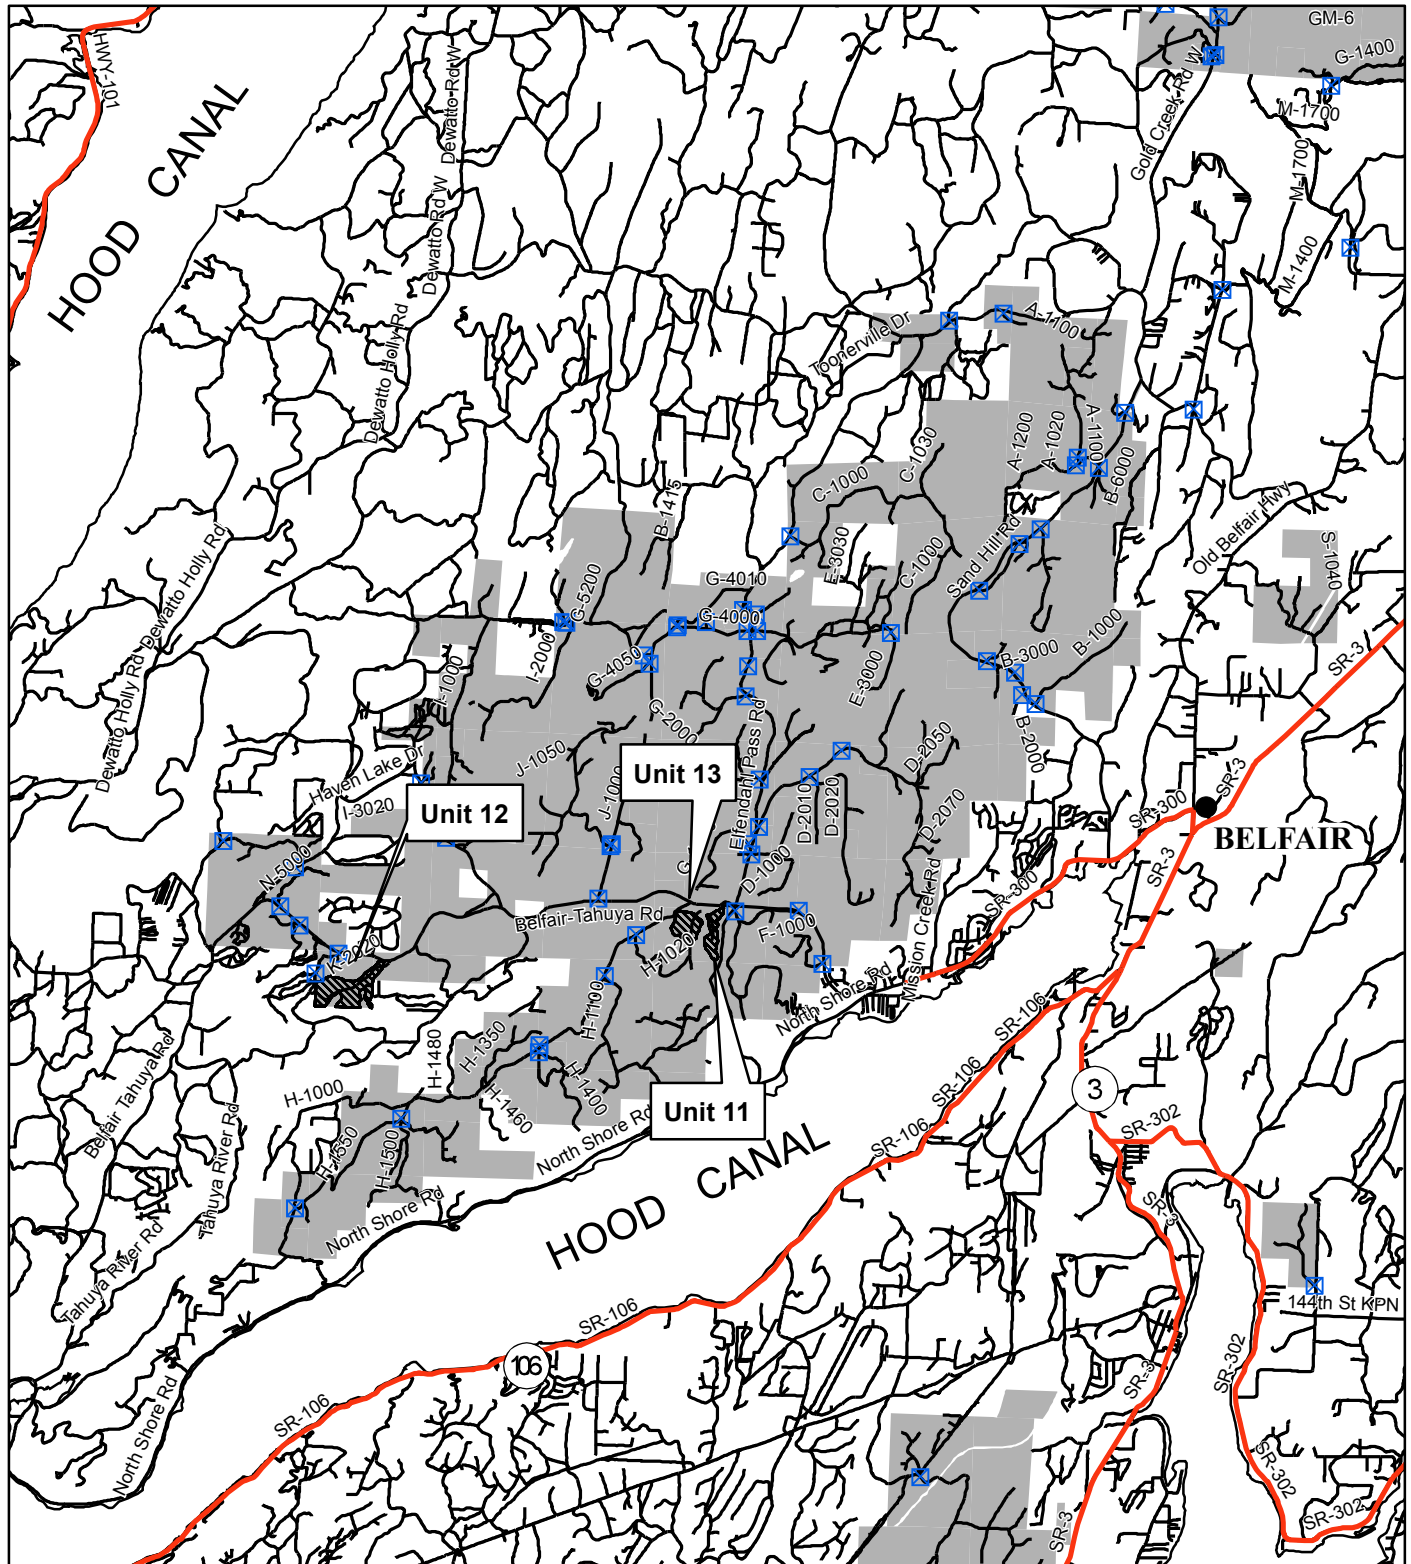 GM-6
G-1400
HWY-101
HOOD CANAL
Dewatto Rd W
Gold Creek Rd W
M-1700
M-1700
Dewatto Rd W
M-1400
Dewatto Holly Rd
Toonerville Dr
A-1100
Dewatto Holly Rd
A-1200
A-1020
A-1100
C-1030
C-1000
B-6000
B-1415
Old Belfair Hwy
S-1040
Dewatto Holly Rd
E-3030
C-1000
Sand Hill Rd
G-4010
G-4000
G-5200
I-2000
G-4050
I-1000
B-1000
B-3000
SR-3
Dewatto Holly Rd
E-3000
G-2000
B-2000
Elfendahl Pass Rd
D-2050
J-1050
Haven Lake Dr
J-1000
Unit 13
D-2010
D-2020
D-2070
SR-3
I-3020
Unit 12
SR-300
BELFAIR
SR-3
G
D-1000
N-5000
SR-300
Mission Creek Rd
Belfair-Tahuya Rd
F-1000
K-2020
H-1020
North Shore Rd
SR-106
H-1100
H-1350
H-1480
Belfair Tahuya Rd
H-1400
H-1460
H-1000
SR-106
3
Unit 11
SR-302
Tahuya River Rd
North Shore Rd
SR-106
H-1550
H-1500
HOOD CANAL
SR-3
North Shore Rd
Tahuya River Rd
144th St KPN
SR-106
106
SR-302
SR-3
North Shore Rd
SR-106
SR-302
SR-302
SR-3